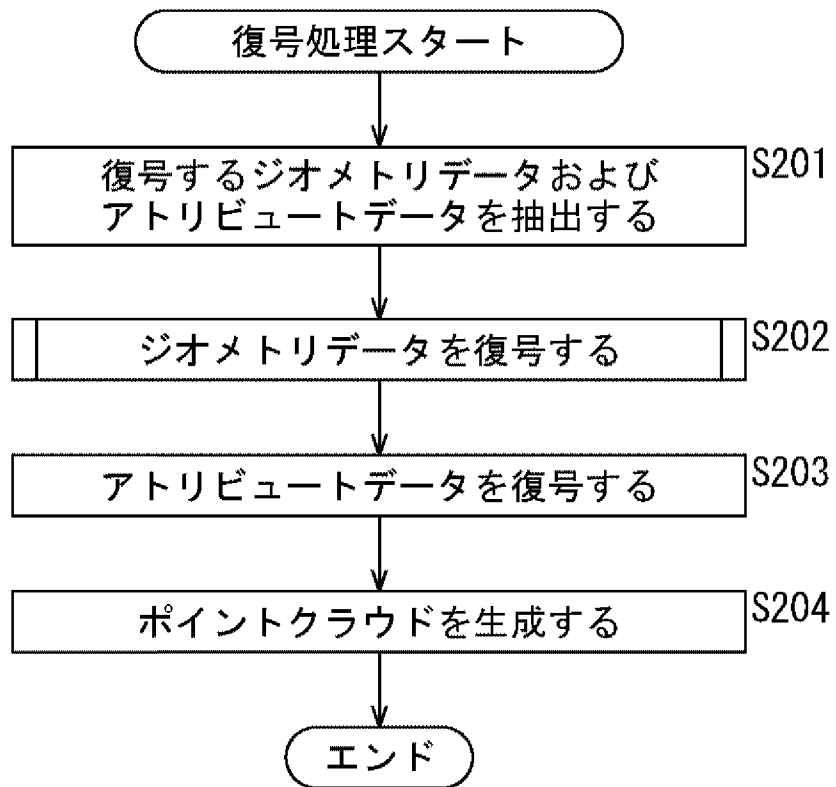 復号処理スタート
復号するジオメトリデータおよび
アトリビュートデータを抽出する
S201
ジオメトリデータを復号する
S202
アトリビュートデータを復号する
S203
ポイントクラウドを生成する
S204
エンド